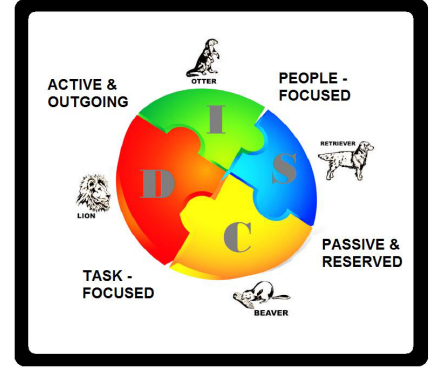 OTTER
ACTIVE &
OUTGOING
PEOPLE -
FOCUSED
I
RETRIEVER
D
S
LION
C
PASSIVE &
RESERVED
TASK -
FOCUSED
BEAVER